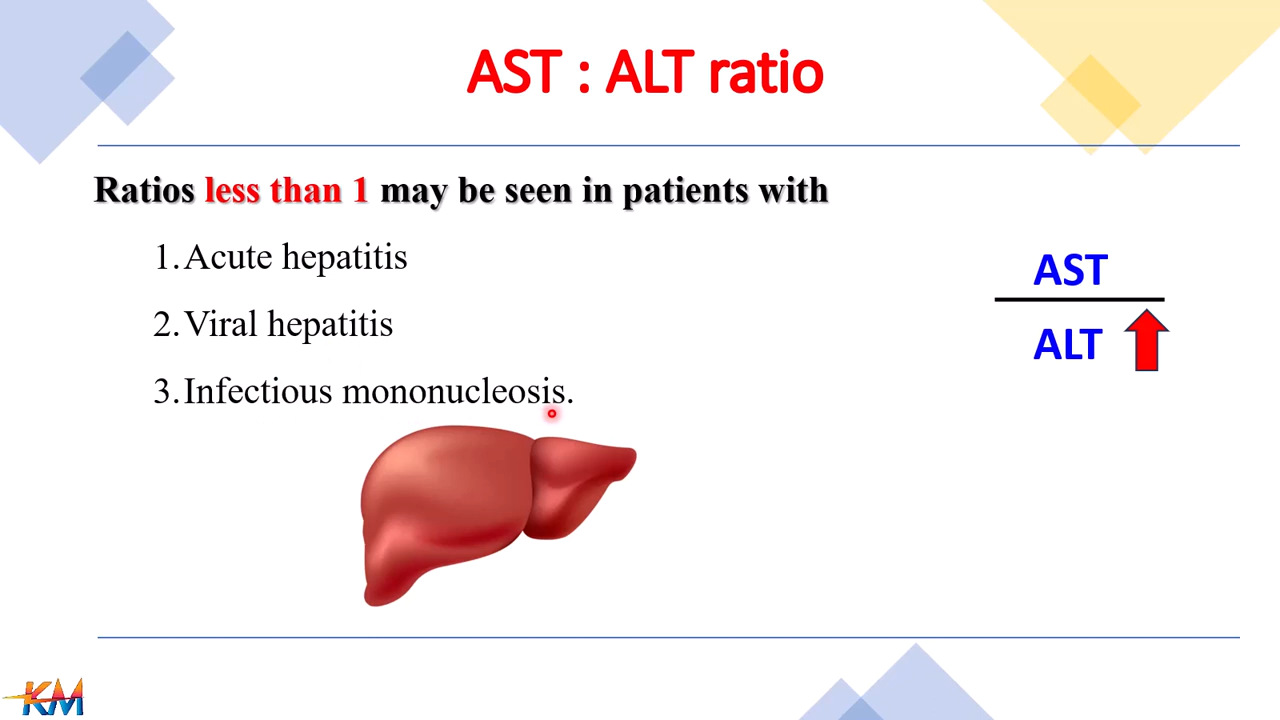 AST : ALT ratio
Ratios less than 1 may be seen in patients with
1. Acute hepatitis
2. Viral hepatitis
3. Infectious mononucleosis.
AST
ALT
KM